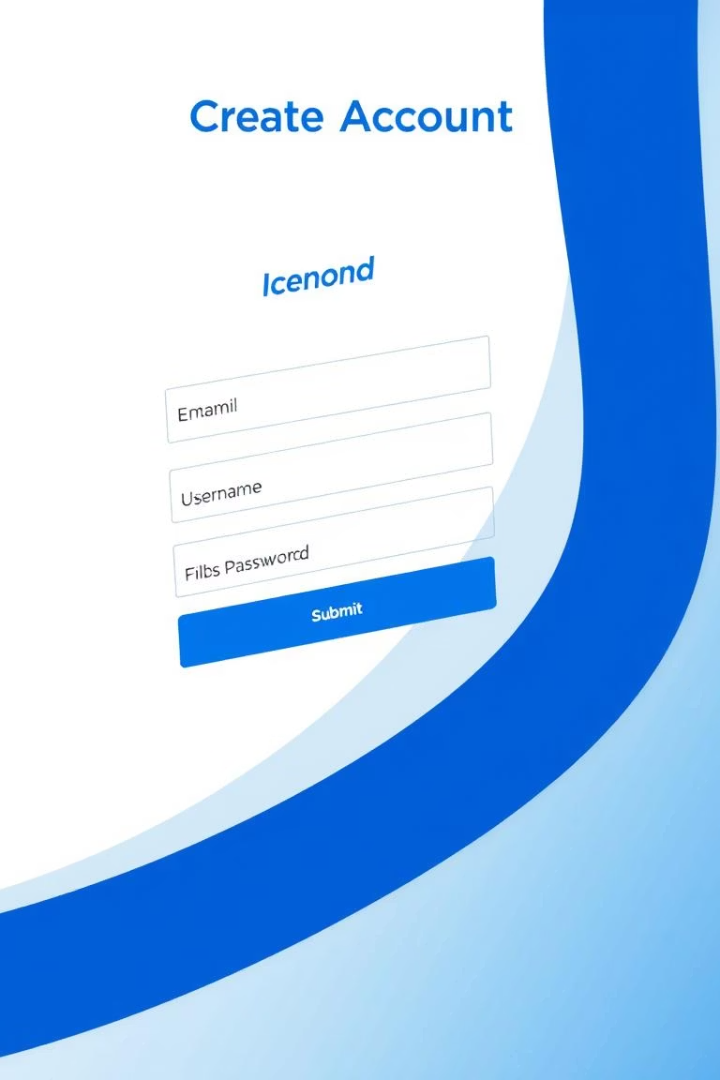 Create Account
Icenond
Emamil
Username
Filbs Passworcd
Submit